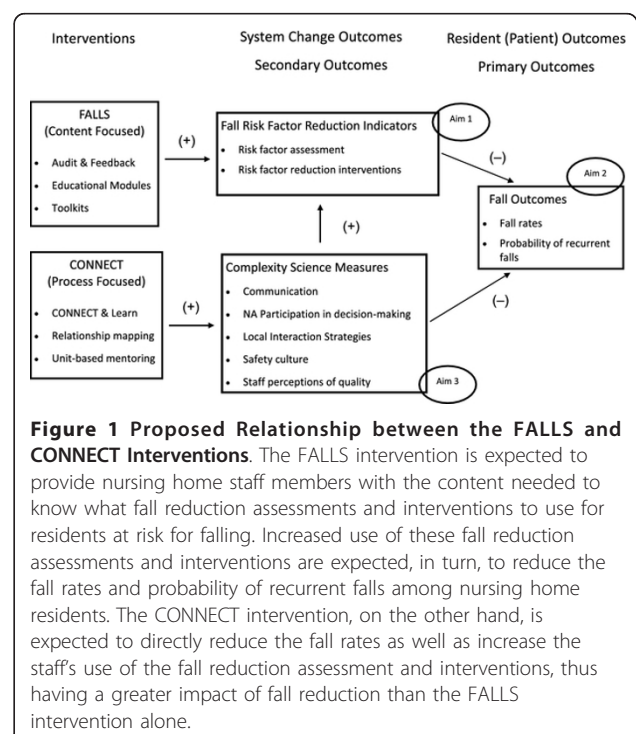 Interventions
System Change Outcomes
Secondary Outcomes
Resident (Patient) Outcomes
Primary Outcomes
FALLS
(Content Focused)
• Audit & Feedback
• Educational Modules
• Toolkits
(+)
Fall Risk Factor Reduction Indicators
• Risk factor assessment
• Risk factor reduction interventions
Aim 1
(–)
Aim 2
Fall Outcomes
• Fall rates
• Probability of recurrent
falls
(+)
CONNECT
(Process Focused)
• CONNECT & Learn
• Relationship mapping
• Unit-based mentoring
(+)
Complexity Science Measures
• Communication
• NA Participation in decision-making
• Local Interaction Strategies
• Safety culture
• Staff perceptions of quality
Aim 3
(–)
Figure 1 Proposed Relationship between the FALLS and
CONNECT Interventions. The FALLS intervention is expected to
provide nursing home staff members with the content needed to
know what fall reduction assessments and interventions to use for
residents at risk for falling. Increased use of these fall reduction
assessments and interventions are expected, in turn, to reduce the
fall rates and probability of recurrent falls among nursing home
residents. The CONNECT intervention, on the other hand, is
expected to directly reduce the fall rates as well as increase the
staff's use of the fall reduction assessment and interventions, thus
having a greater impact of fall reduction than the FALLS
intervention alone.